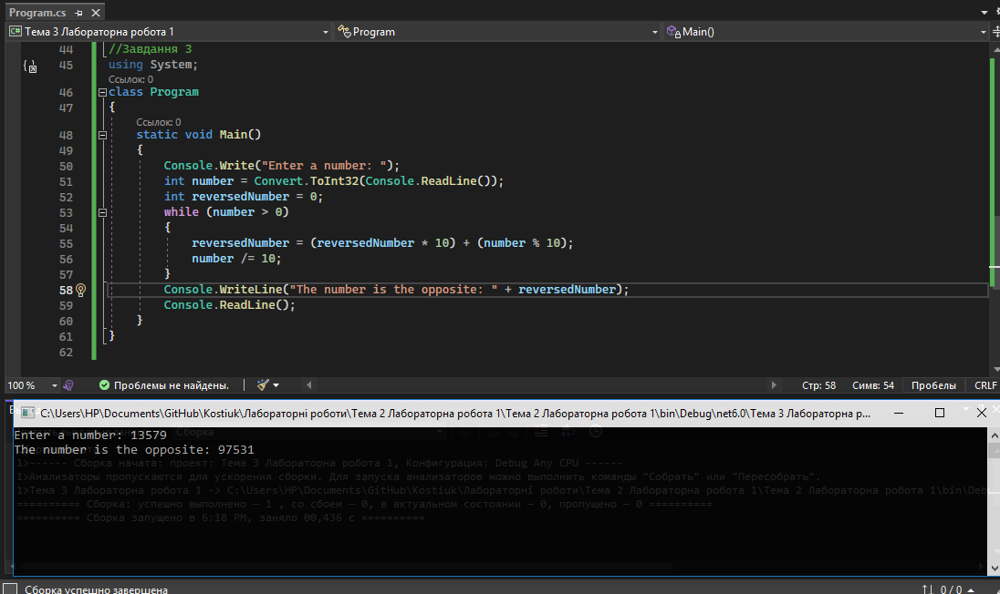 Program.cs
Тема 3 Лабораторна робота 1 Program Main()
44 //Завдання 3
45 using System;
Ссылок: 0
46 class Program
47 {
Ссылок: 0
48 static void Main()
49 {
50 Console.Write("Enter a number: ");
51 int number = Convert.ToInt32(Console.ReadLine());
52 int reversedNumber = 0;
53 while (number > 0)
54 {
55 reversedNumber = (reversedNumber * 10) + (number % 10);
56 number /= 10;
57 }
58 Console.WriteLine("The number is the opposite: " + reversedNumber);
59 Console.ReadLine();
60 }
61 }
62
100 % Проблемы не найдены. Стр: 58 Симв: 54 Пробелы CRLF
C:\Users\HP\Documents\GitHub\Kostiuk\Лабораторні роботи\Тема 2 Лабораторна робота 1\Тема 2 Лабораторна робота 1\bin\Debug\net6.0\Тема 3 Лабораторна р...
Сборка
Enter a number: 13579
The number is the opposite: 97531
1>------ Сборка начата: проект: Тема 3 Лабораторна робота 1, Конфигурация: Debug Any CPU ------
1>Анализаторы пропускаются для ускорения сборки. Для запуска анализаторов можно выполнить команды "Собрать" или "Пересобрать".
1>Тема 3 Лабораторна робота 1 -> C:\Users\HP\Documents\GitHub\Kostiuk\Лабораторні роботи\Тема 2 Лабораторна робота 1\Тема 2 Лабораторна робота 1\bin\Deb
========== Сборка: успешно выполнено — 1 , со сбоем — 0, в актуальном состоянии — 0, пропущено — 0 ==========
========== Сборка запущено в 6:18 PM, заняло 00,436 с ==========
Сборка успешно завершена 0 / 0